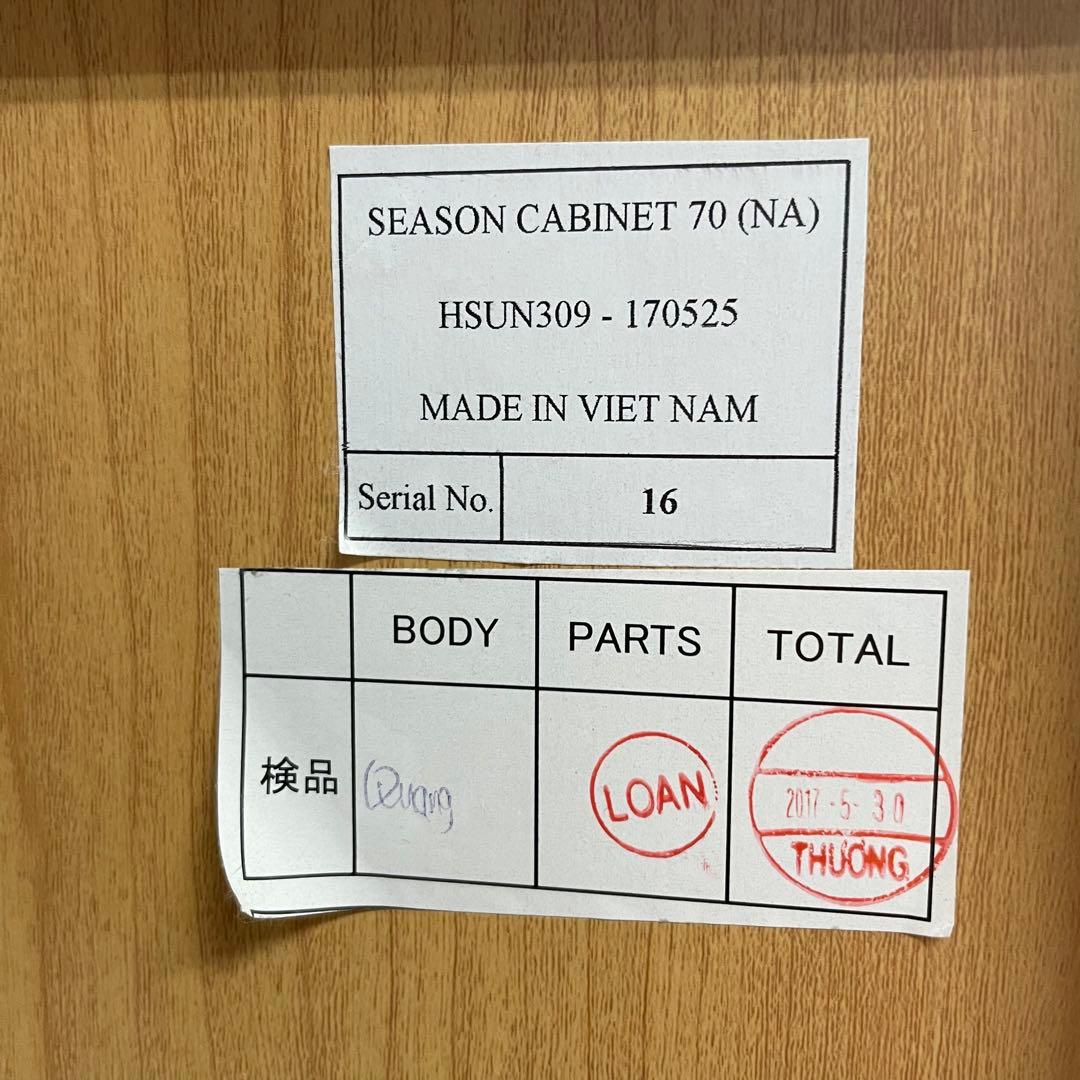 SEASON CABINET 70 (NA)
HSUN309 - 170525
MADE IN VIET NAM
Serial No. 16
BODY PARTS TOTAL
検品 Quang LOAN 2017 -5- 30
THƯƠNG